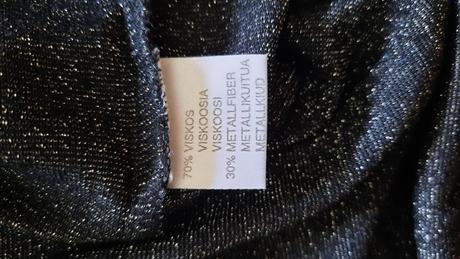 70% VISKOS
VISKOOSIA
VISKOOSI
30% METALLFIBER
METALLIKUITUA
METALLKIUD